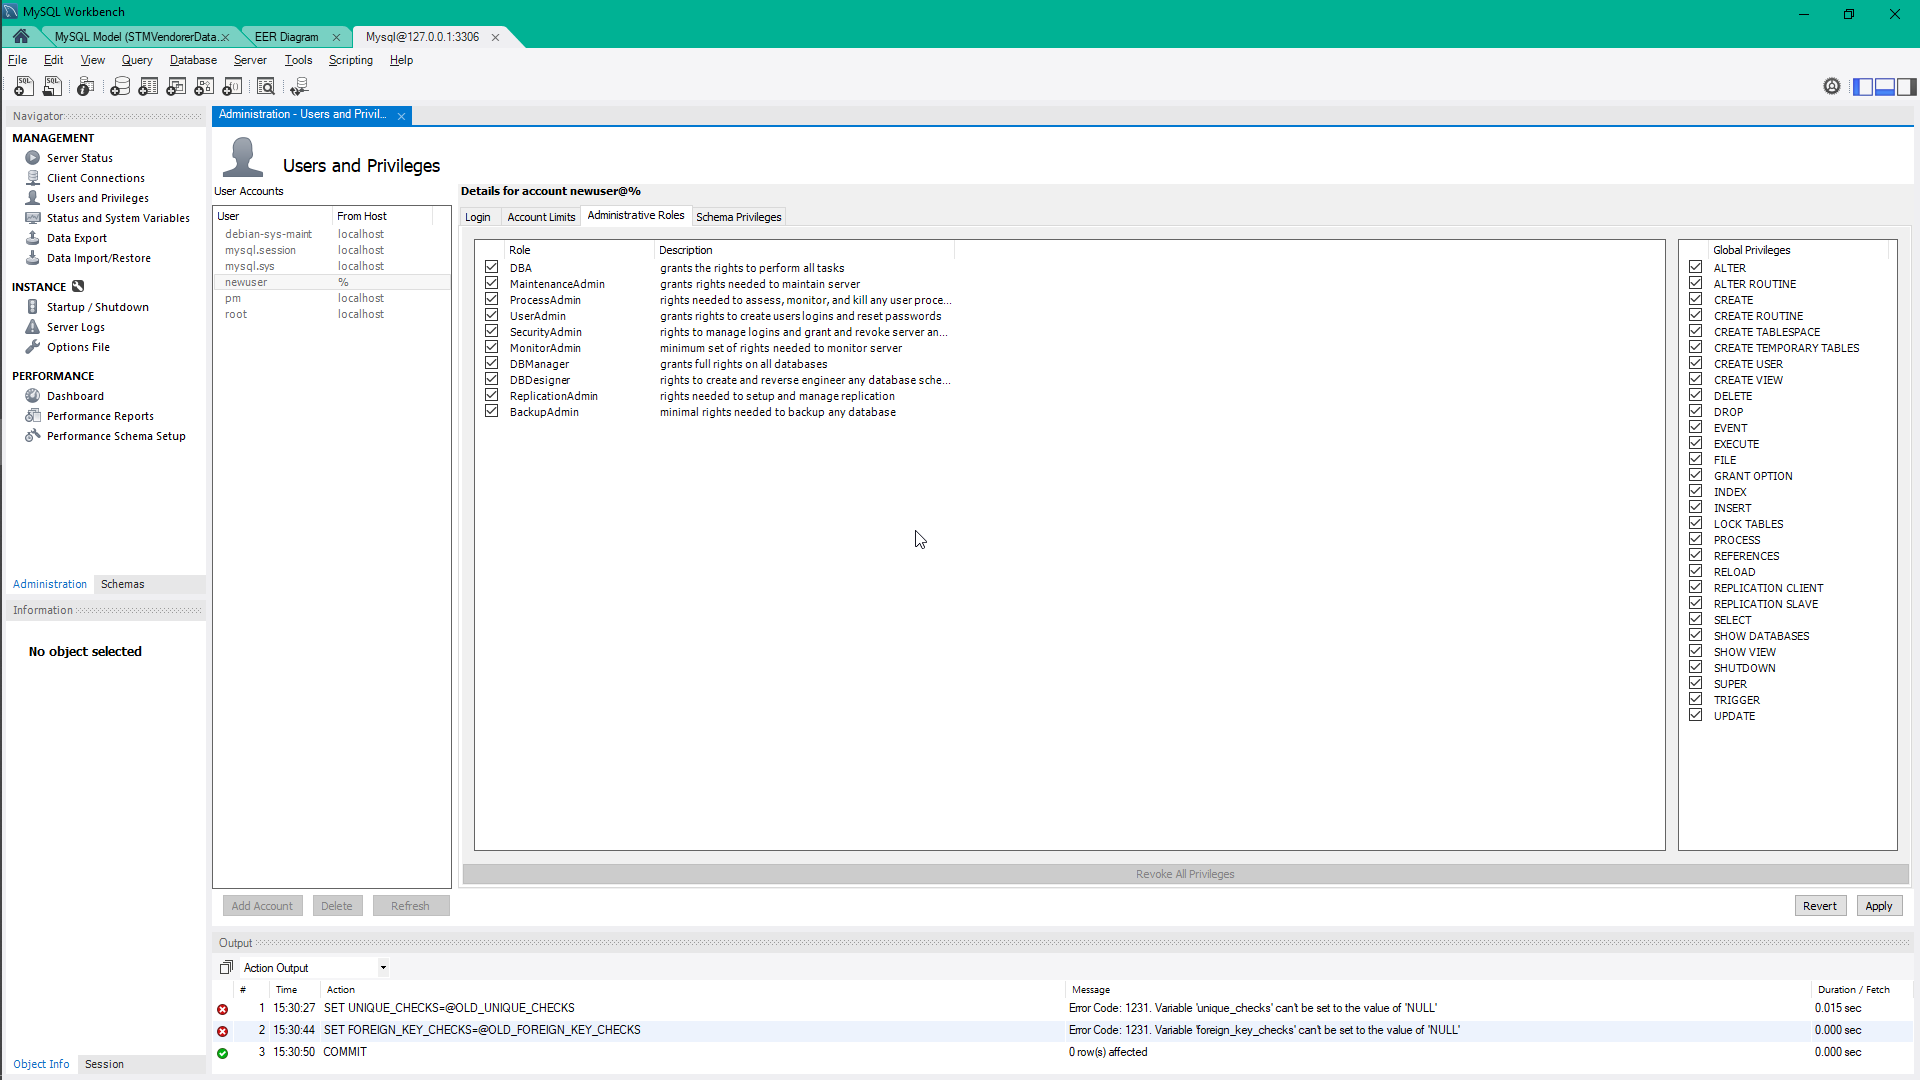 MySQL Workbench
MySQL Model (STMVendorerData...
EER Diagram
Mysql@127.0.0.1:3306
File Edit View Query Database Server Tools Scripting Help
Navigator
MANAGEMENT
Server Status
Client Connections
Users and Privileges
Status and System Variables
Data Export
Data Import/Restore
INSTANCE
Startup / Shutdown
Server Logs
Options File
PERFORMANCE
Dashboard
Performance Reports
Performance Schema Setup
Administration Schemas
Information
No object selected
Object Info Session
Administration - Users and Privil...
Users and Privileges
User Accounts
User From Host
debian-sys-maint localhost
mysql.session localhost
mysql.sys localhost
newuser %
pm localhost
root localhost
Add Account Delete Refresh
Details for account newuser@%
Login Account Limits Administrative Roles Schema Privileges
Role Description
DBA grants the rights to perform all tasks
MaintenanceAdmin grants rights needed to maintain server
ProcessAdmin rights needed to assess, monitor, and kill any user proce...
UserAdmin grants rights to create users logins and reset passwords
SecurityAdmin rights to manage logins and grant and revoke server an...
MonitorAdmin minimum set of rights needed to monitor server
DBManager grants full rights on all databases
DBDesigner rights to create and reverse engineer any database sche...
ReplicationAdmin rights needed to setup and manage replication
BackupAdmin minimal rights needed to backup any database
Global Privileges
ALTER
ALTER ROUTINE
CREATE
CREATE ROUTINE
CREATE TABLESPACE
CREATE TEMPORARY TABLES
CREATE USER
CREATE VIEW
DELETE
DROP
EVENT
EXECUTE
FILE
GRANT OPTION
INDEX
INSERT
LOCK TABLES
PROCESS
REFERENCES
RELOAD
REPLICATION CLIENT
REPLICATION SLAVE
SELECT
SHOW DATABASES
SHOW VIEW
SHUTDOWN
SUPER
TRIGGER
UPDATE
Revoke All Privileges
Revert Apply
Output
Action Output
# Time Action Message Duration / Fetch
1 15:30:27 SET UNIQUE_CHECKS=@OLD_UNIQUE_CHECKS Error Code: 1231. Variable 'unique_checks' can't be set to the value of 'NULL' 0.015 sec
2 15:30:44 SET FOREIGN_KEY_CHECKS=@OLD_FOREIGN_KEY_CHECKS Error Code: 1231. Variable 'foreign_key_checks' can't be set to the value of 'NULL' 0.000 sec
3 15:30:50 COMMIT 0 row(s) affected 0.000 sec